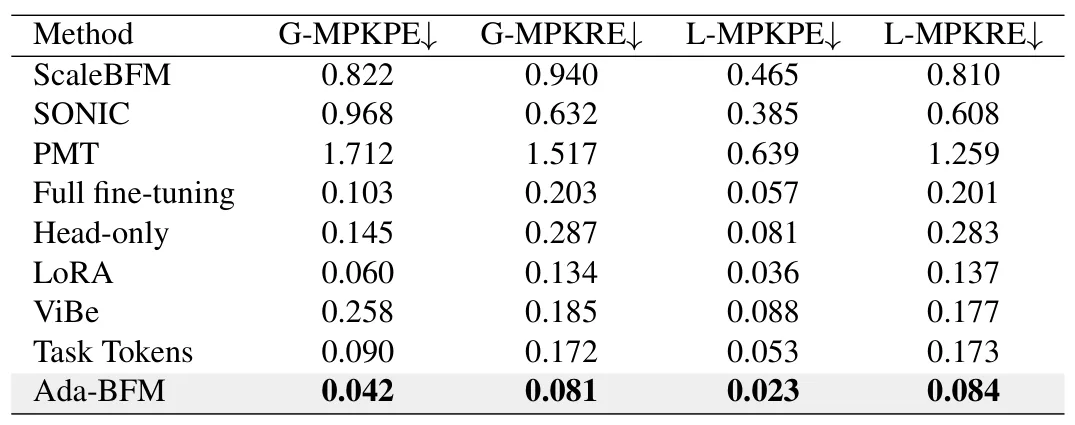 Method G-MPKPE↓ G-MPKRE↓ L-MPKPE↓ L-MPKRE↓
ScaleBFM 0.822 0.940 0.465 0.810
SONIC 0.968 0.632 0.385 0.608
PMT 1.712 1.517 0.639 1.259
Full fine-tuning 0.103 0.203 0.057 0.201
Head-only 0.145 0.287 0.081 0.283
LoRA 0.060 0.134 0.036 0.137
ViBe 0.258 0.185 0.088 0.177
Task Tokens 0.090 0.172 0.053 0.173
Ada-BFM 0.042 0.081 0.023 0.084